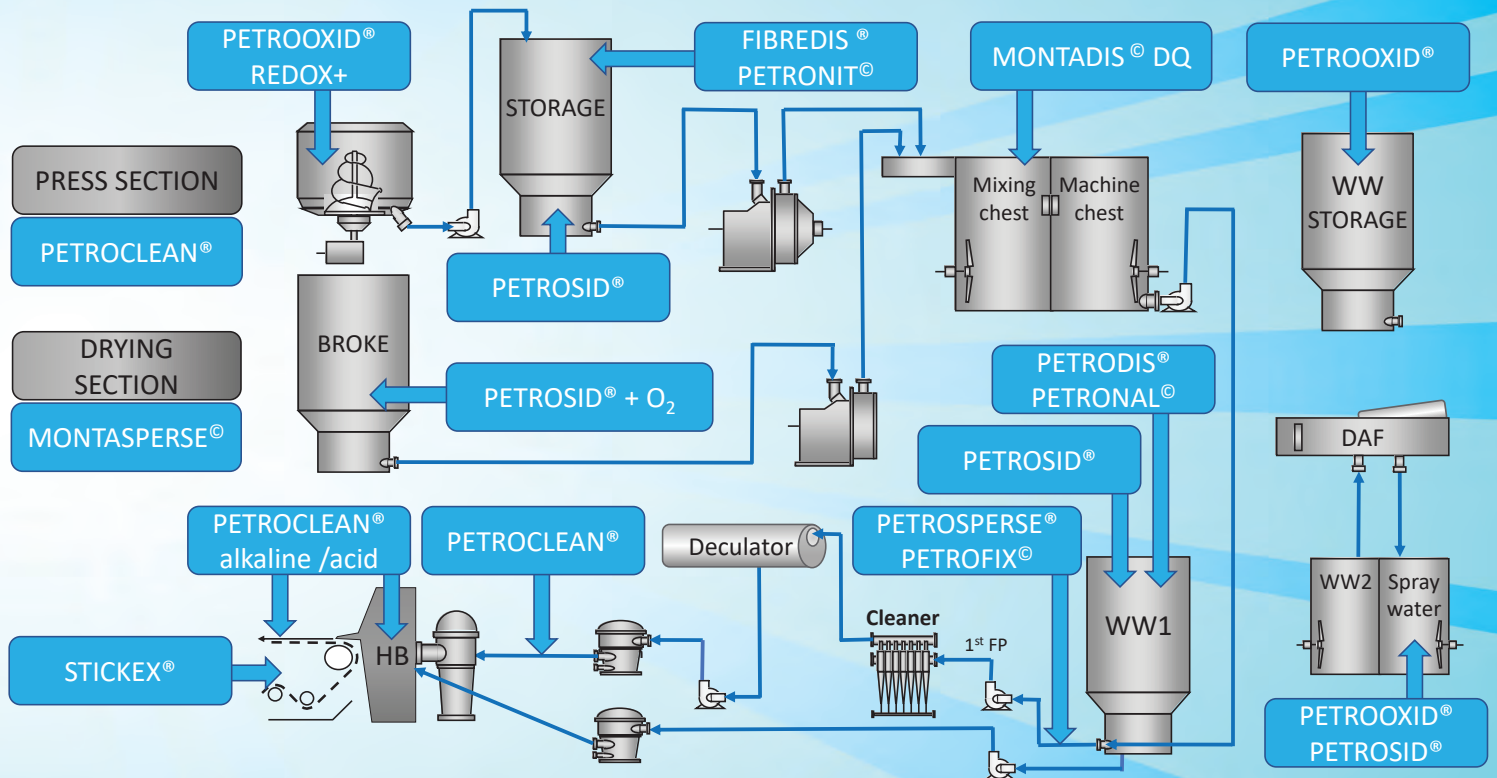 PETROOXID®
REDOX+
STORAGE
FIBREDIS ®
PETRONIT©
MONTADIS © DQ
PETROOXID®
PRESS SECTION
PETROCLEAN®
PETROSID®
Mixing
chest
Machine
chest
WW
STORAGE
DRYING
SECTION
MONTASPERSE©
BROKE
PETROSID® + O₂
PETRODIS®
PETRONAL©
PETROSID®
DAF
PETROCLEAN®
alkaline /acid
PETROCLEAN®
Deculator
PETROSPERSE®
PETROFIX©
Cleaner
1st FP
WW1
WW2
Spray
water
STICKEX®
HB
PETROOXID®
PETROSID®